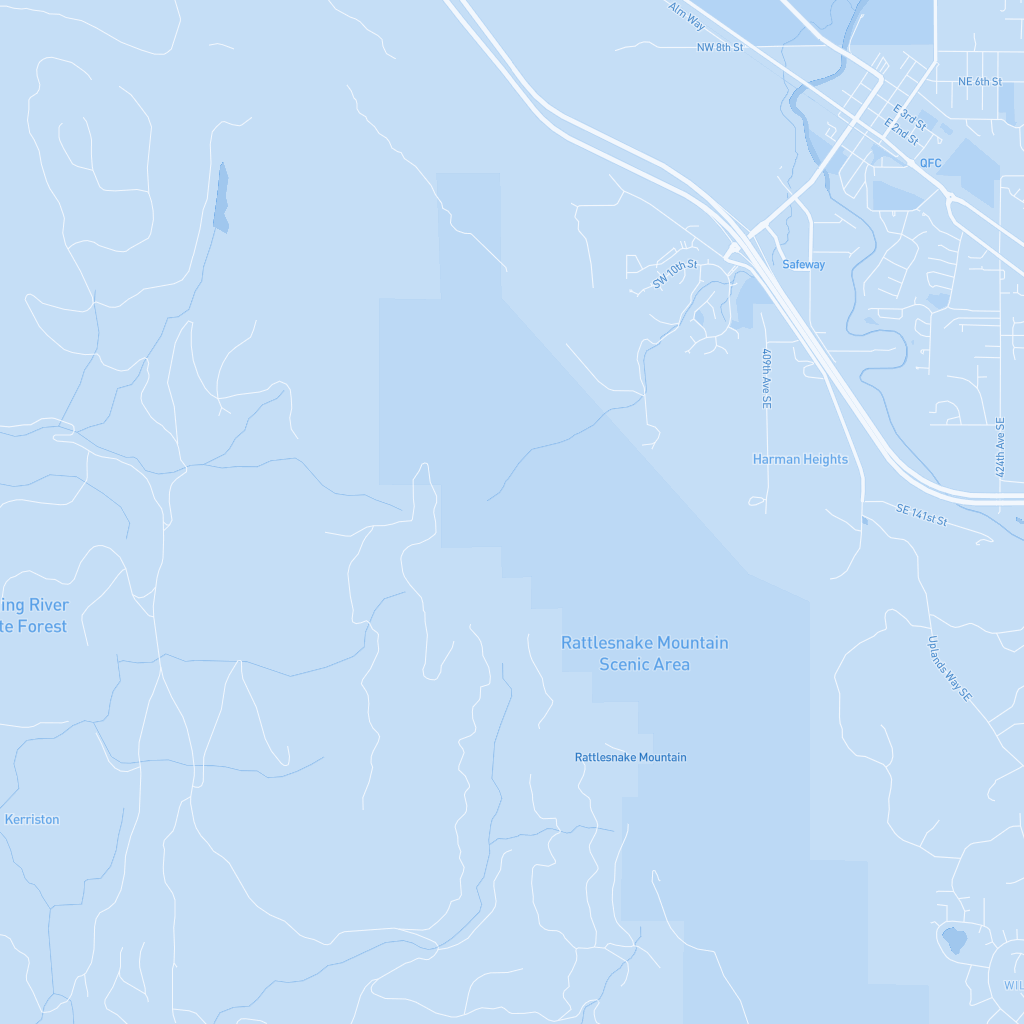 Alm Way
NW 8th St
NE 6th St
E 3rd St
E 2nd St
QFC
SW 10th St
Safeway
409th Ave SE
424th Ave SE
Harman Heights
SE 141st St
ing River
te Forest
Rattlesnake Mountain
Scenic Area
Uplands Way SE
Rattlesnake Mountain
Kerriston
WIL